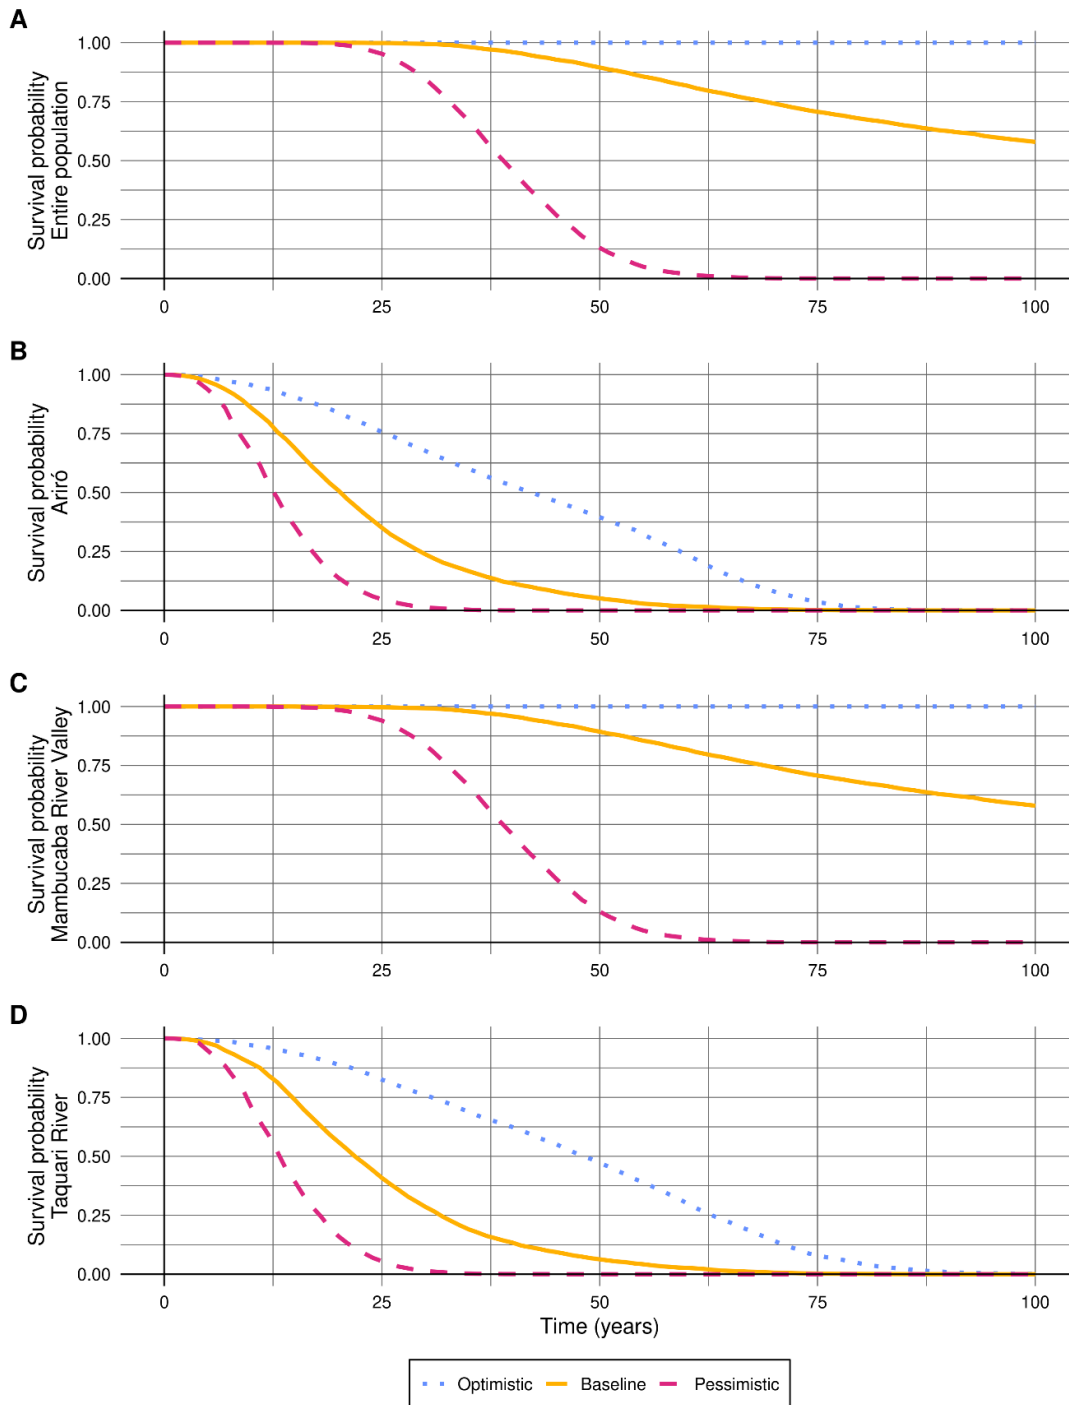 A
Survival probability
Entire population
1.00
0.75
0.50
0.25
0.00
0 25 50 75 100
B
Survival probability
Ariró
1.00
0.75
0.50
0.25
0.00
0 25 50 75 100
C
Survival probability
Mambucaba River Valley
1.00
0.75
0.50
0.25
0.00
0 25 50 75 100
D
Survival probability
Taquari River
1.00
0.75
0.50
0.25
0.00
0 25 50 75 100
Time (years)
Optimistic Baseline Pessimistic